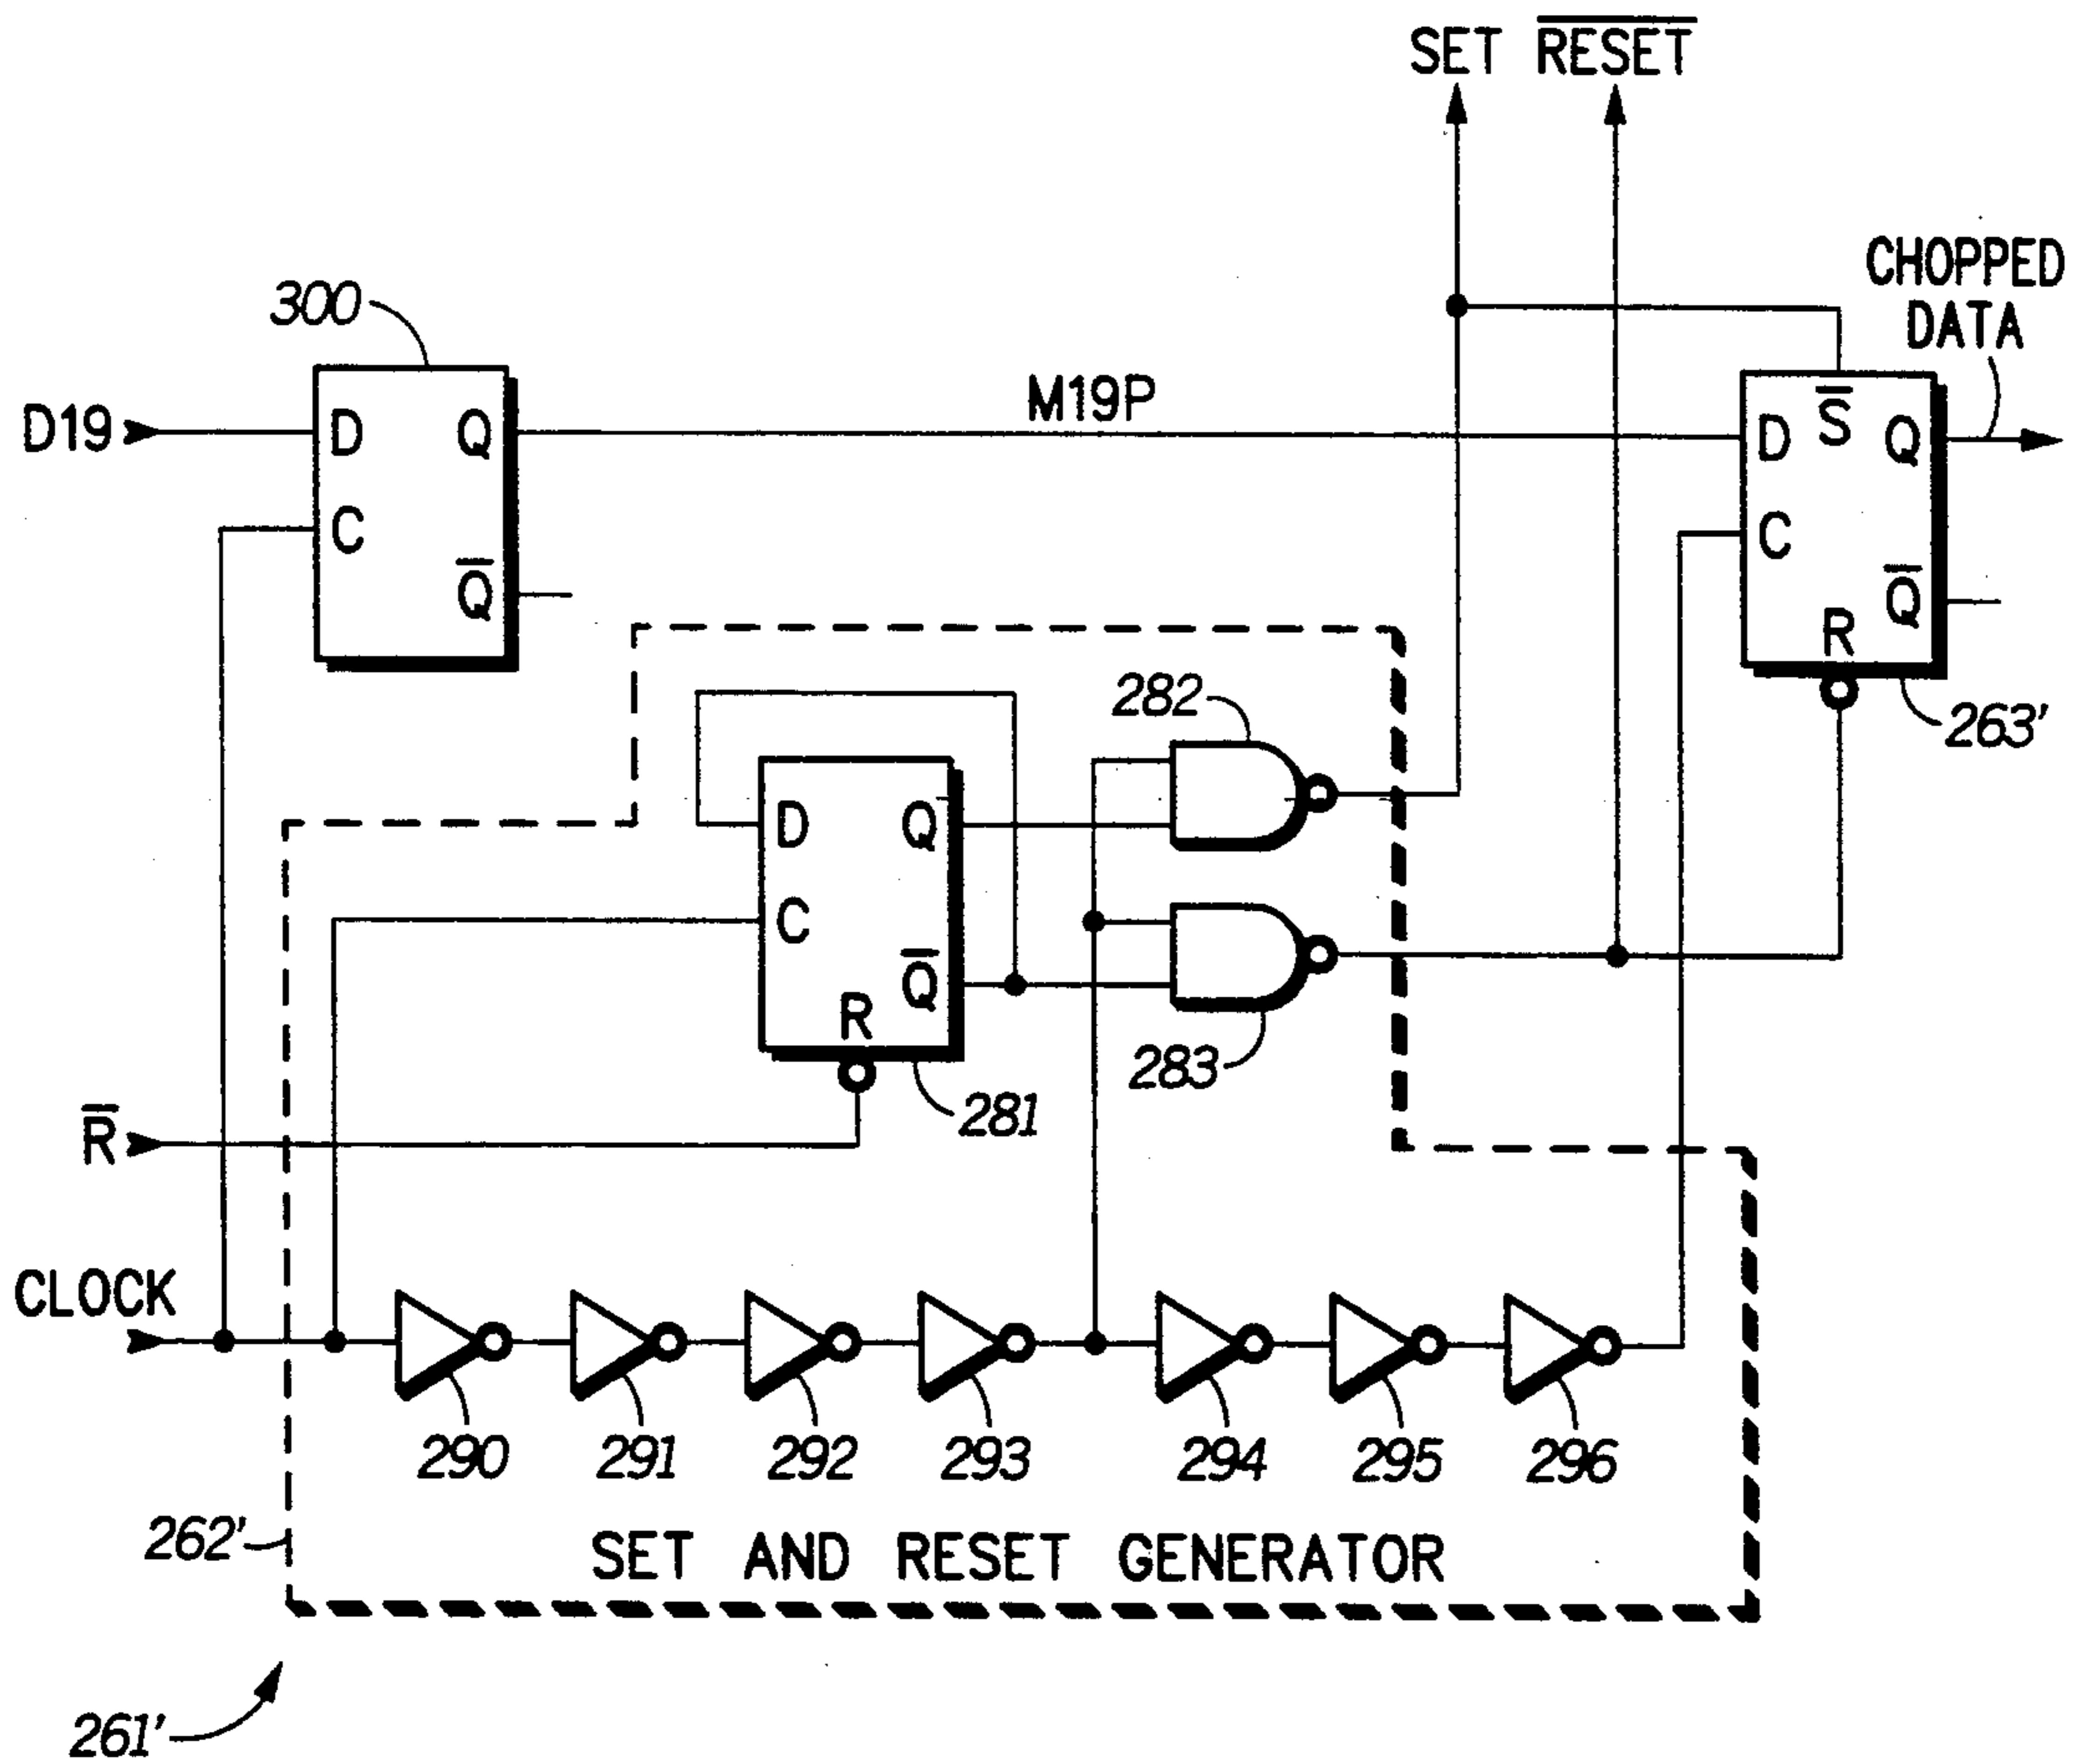 SET R̅E̅S̅E̅T̅
CHOPPED
DATA
300
D19
D Q
C
Q̅
M19P
D S̅ Q
C
Q̅
R
263'
282
D Q
C
Q̅
R
281
283
R̅
CLOCK
290 291 292 293 294 295 296
262'
SET AND RESET GENERATOR
261'